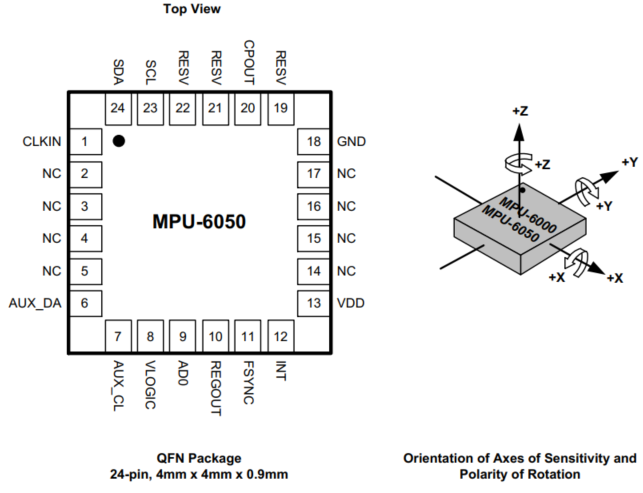 Top View
SDA SCL RESV RESV CPOUT RESV
24 23 22 21 20 19
CLKIN 1 18 GND
NC 2 17 NC
NC 3 16 NC
NC 4 15 NC
NC 5 14 NC
AUX_DA 6 13 VDD
MPU-6050
7 8 9 10 11 12
AUX_CL VLOGIC AD0 REGOUT FSYNC INT
QFN Package
24-pin, 4mm x 4mm x 0.9mm
+Z
+Z
+Y
+Y
MPU-6000
MPU-6050
+X
+X
Orientation of Axes of Sensitivity and
Polarity of Rotation